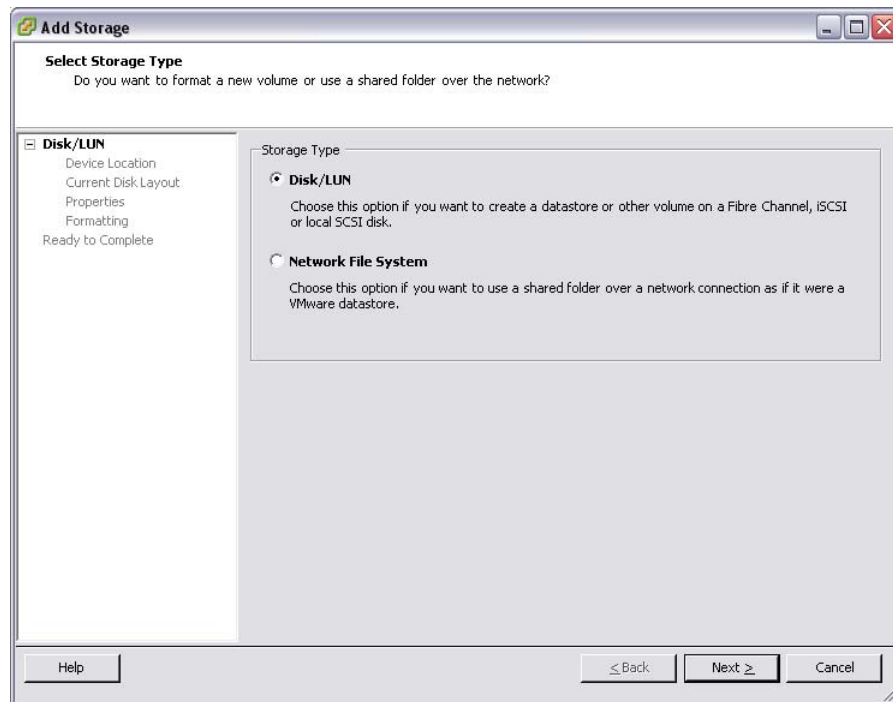 Add Storage
Select Storage Type
Do you want to format a new volume or use a shared folder over the network?
Disk/LUN
Device Location
Current Disk Layout
Properties
Formatting
Ready to Complete
Storage Type
Disk/LUN
Choose this option if you want to create a datastore or other volume on a Fibre Channel, iSCSI
or local SCSI disk.
Network File System
Choose this option if you want to use a shared folder over a network connection as if it were a
VMware datastore.
Help
< Back
Next >
Cancel